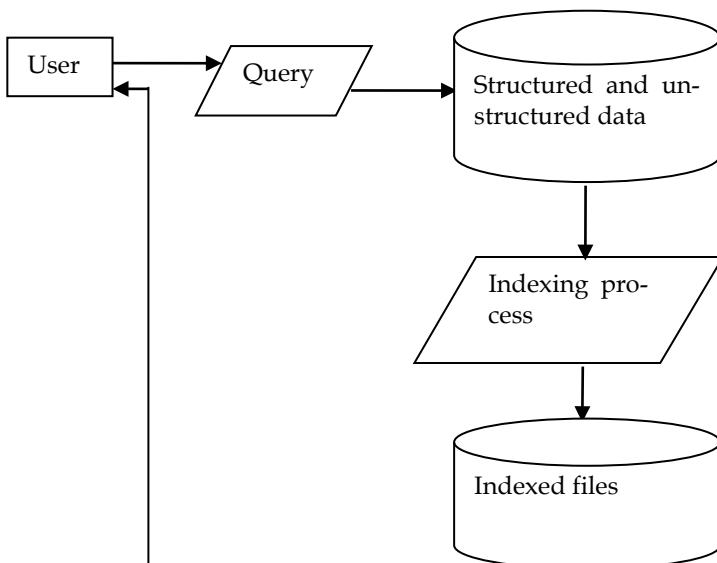 User
Query
Structured and un-
structured data
Indexing pro-
cess
Indexed files